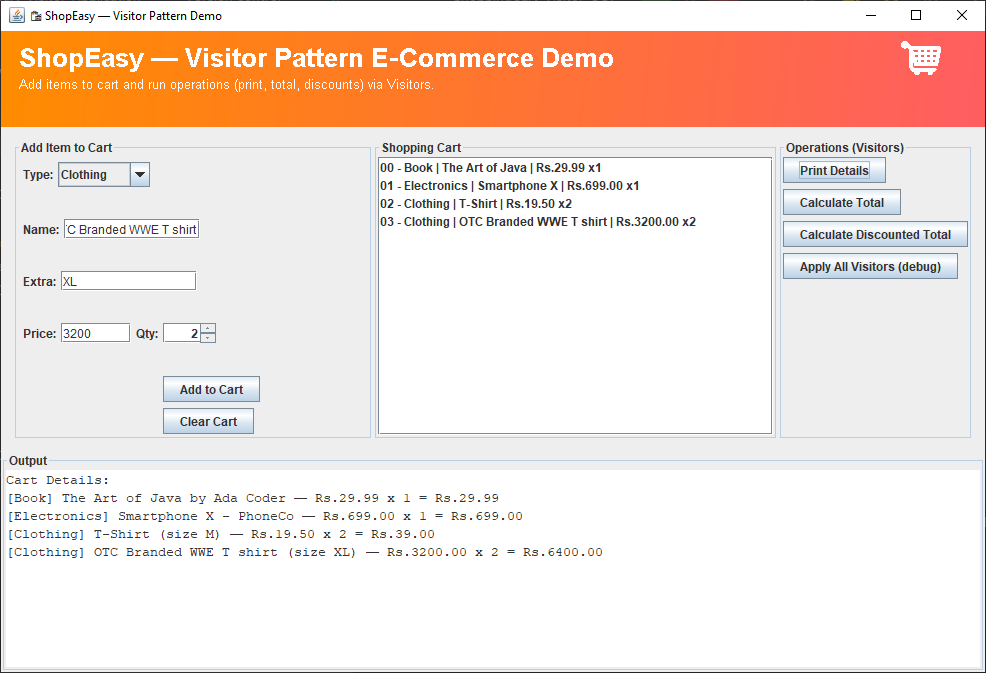 ShopEasy — Visitor Pattern Demo
ShopEasy — Visitor Pattern E-Commerce Demo
Add items to cart and run operations (print, total, discounts) via Visitors.
Add Item to Cart
Type: Clothing
Name: C Branded WWE T shirt
Extra: XL
Price: 3200 Qty: 2
Add to Cart
Clear Cart
Shopping Cart
00 - Book | The Art of Java | Rs.29.99 x1
01 - Electronics | Smartphone X | Rs.699.00 x1
02 - Clothing | T-Shirt | Rs.19.50 x2
03 - Clothing | OTC Branded WWE T shirt | Rs.3200.00 x2
Operations (Visitors)
Print Details
Calculate Total
Calculate Discounted Total
Apply All Visitors (debug)
Output
Cart Details:
[Book] The Art of Java by Ada Coder — Rs.29.99 x 1 = Rs.29.99
[Electronics] Smartphone X - PhoneCo — Rs.699.00 x 1 = Rs.699.00
[Clothing] T-Shirt (size M) — Rs.19.50 x 2 = Rs.39.00
[Clothing] OTC Branded WWE T shirt (size XL) — Rs.3200.00 x 2 = Rs.6400.00